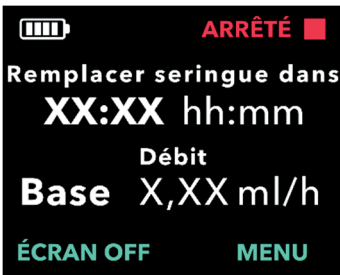 ARRÊTÉ
Remplacer seringue dans
XX:XX hh:mm
Débit
Base X,XX ml/h
ÉCRAN OFF MENU